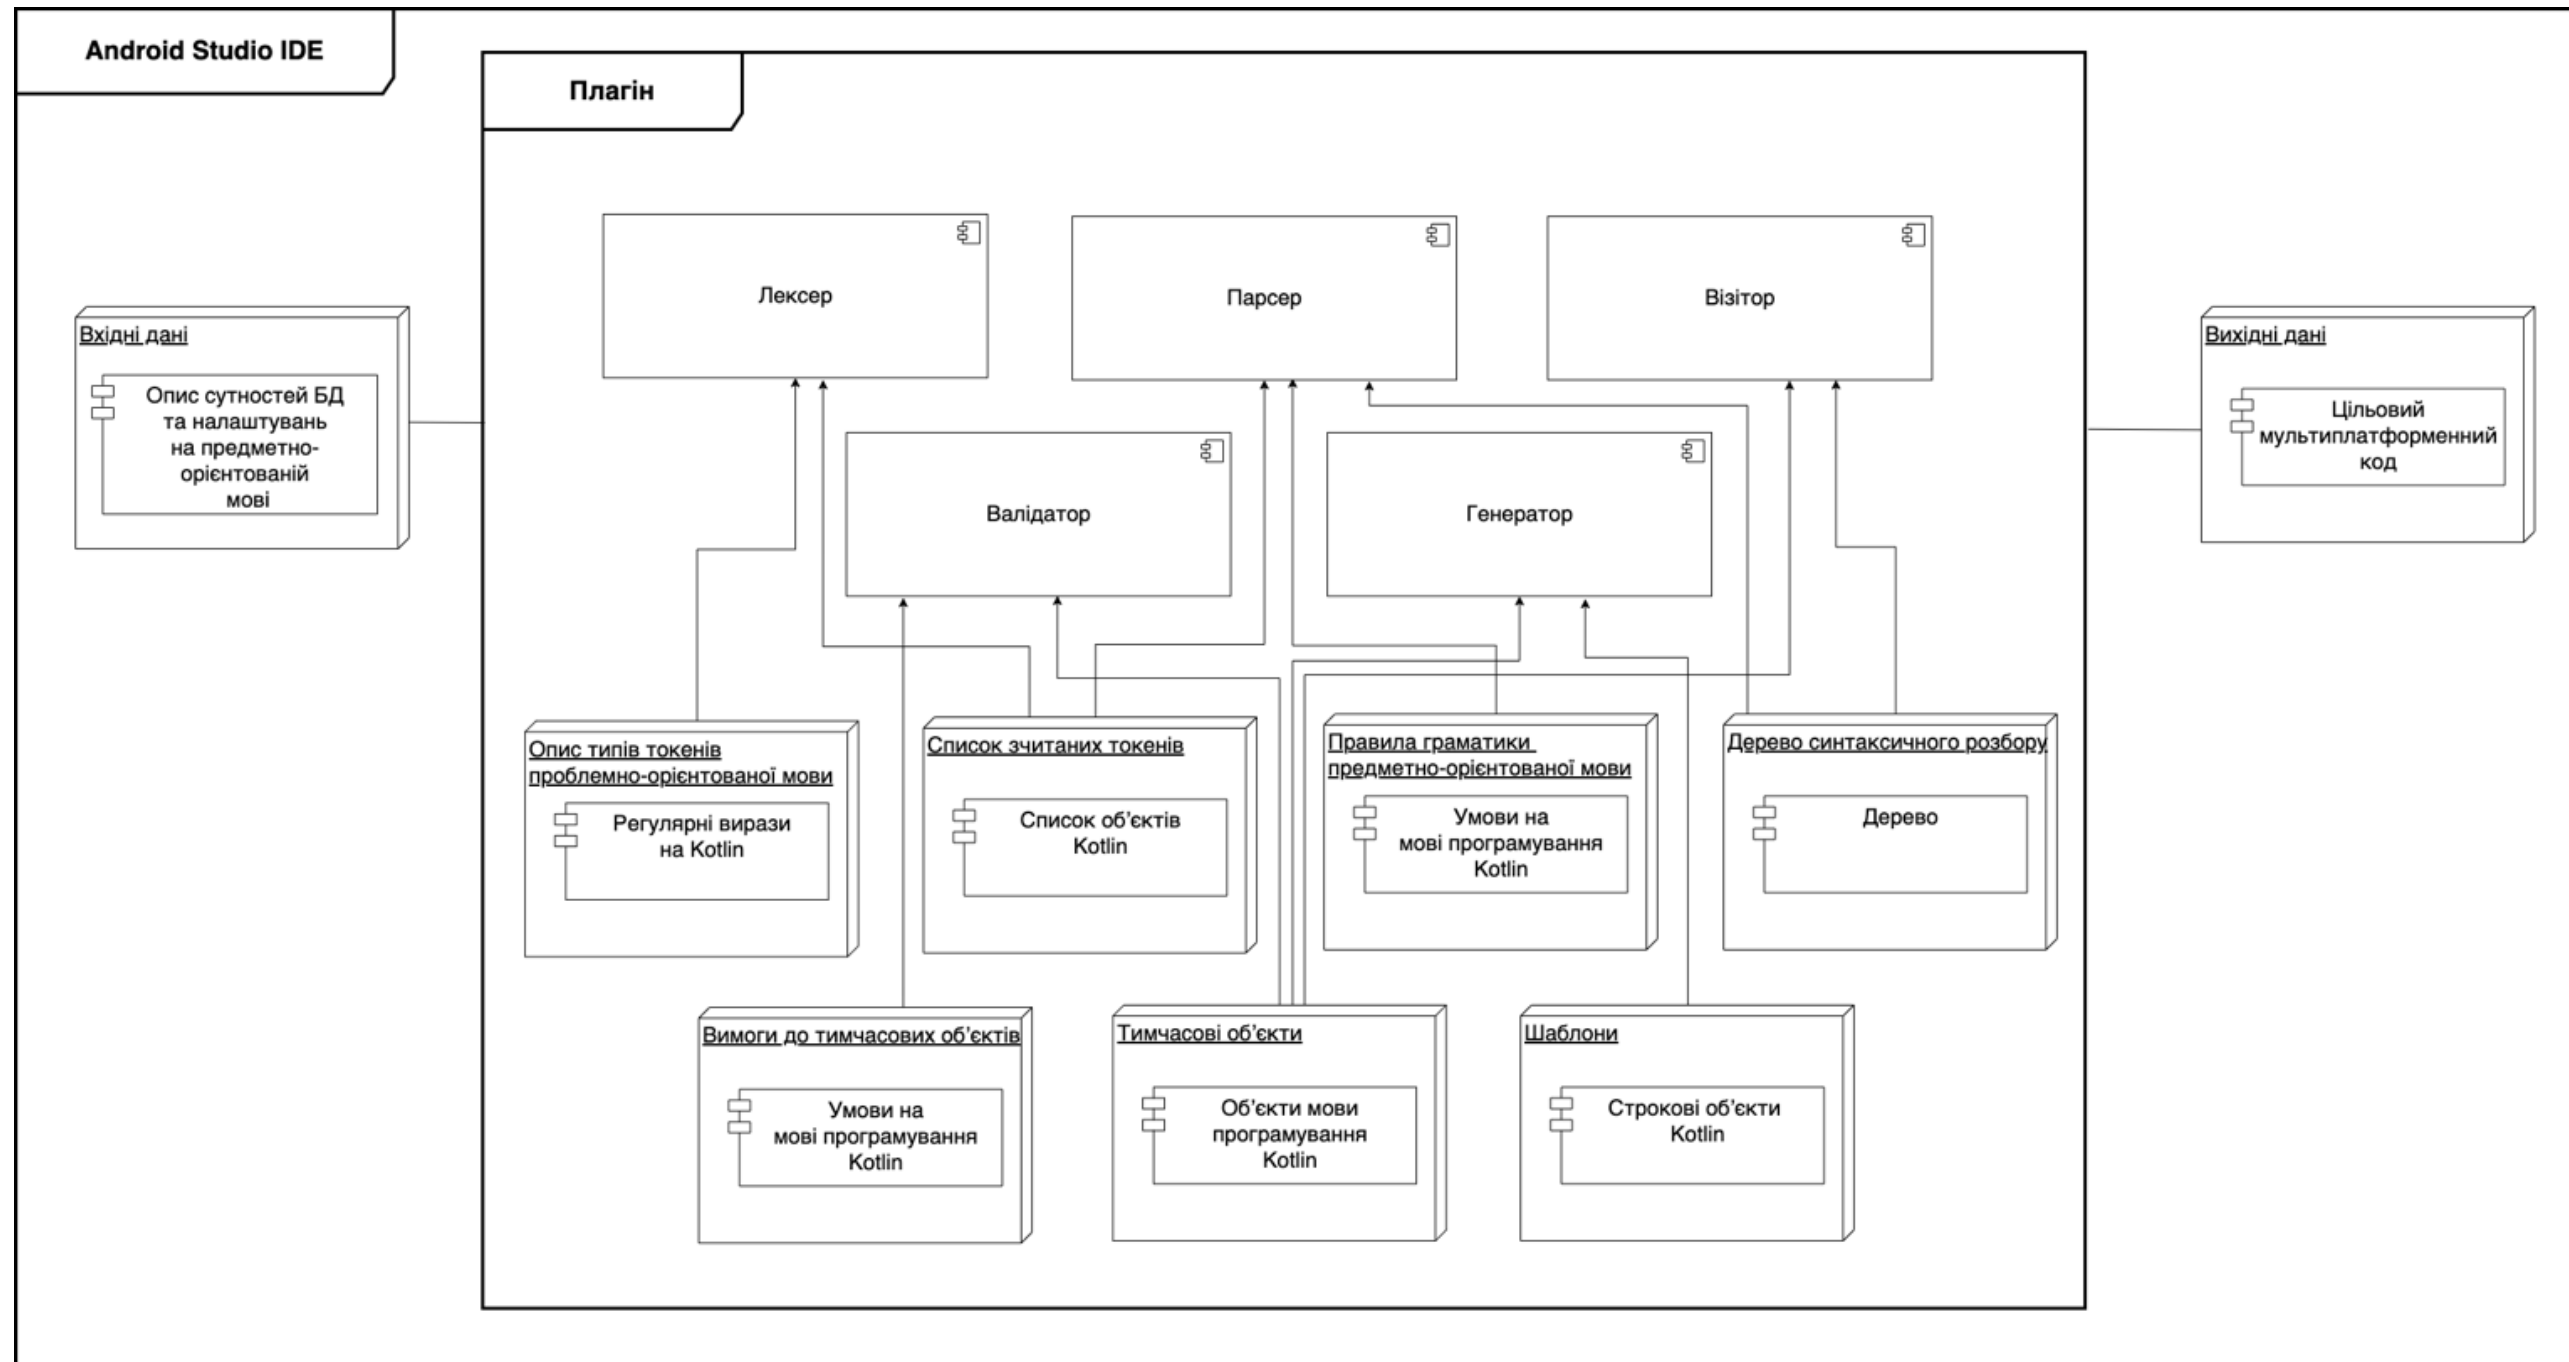 Android Studio IDE
Плагін
Лексер
Парсер
Візітор
Вхідні дані
Опис сутностей БД
та налаштувань
на предметно-
орієнтованій
мові
Вихідні дані
Цільовий
мультиплатформенний
код
Валідатор
Генератор
Опис типів токенів
проблемно-орієнтованої мови
Регулярні вирази
на Kotlin
Список зчитаних токенів
Список об'єктів
Kotlin
Правила граматики
предметно-орієнтованої мови
Умови на
мові програмування
Kotlin
Дерево синтаксичного розбору
Дерево
Вимоги до тимчасових об'єктів
Умови на
мові програмування
Kotlin
Тимчасові об'єкти
Об'єкти мови
програмування
Kotlin
Шаблони
Строкові об'єкти
Kotlin